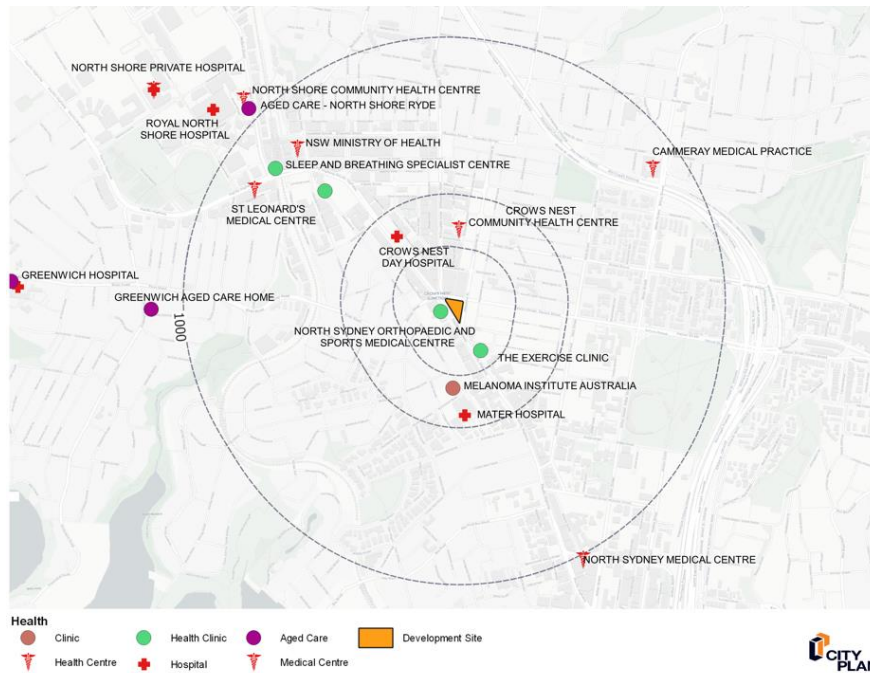 NORTH SHORE PRIVATE HOSPITAL
NORTH SHORE COMMUNITY HEALTH CENTRE
AGED CARE - NORTH SHORE RYDE
ROYAL NORTH
SHORE HOSPITAL
NSW MINISTRY OF HEALTH
CAMMERAY MEDICAL PRACTICE
SLEEP AND BREATHING SPECIALIST CENTRE
ST LEONARD'S
MEDICAL CENTRE
CROWS NEST
COMMUNITY HEALTH CENTRE
CROWS NEST
DAY HOSPITAL
GREENWICH HOSPITAL
GREENWICH AGED CARE HOME
1000
NORTH SYDNEY ORTHOPAEDIC AND
SPORTS MEDICAL CENTRE
THE EXERCISE CLINIC
MELANOMA INSTITUTE AUSTRALIA
MATER HOSPITAL
NORTH SYDNEY MEDICAL CENTRE
Health
Clinic
Health Clinic
Aged Care
Development Site
Health Centre
Hospital
Medical Centre
CITY
PLAN